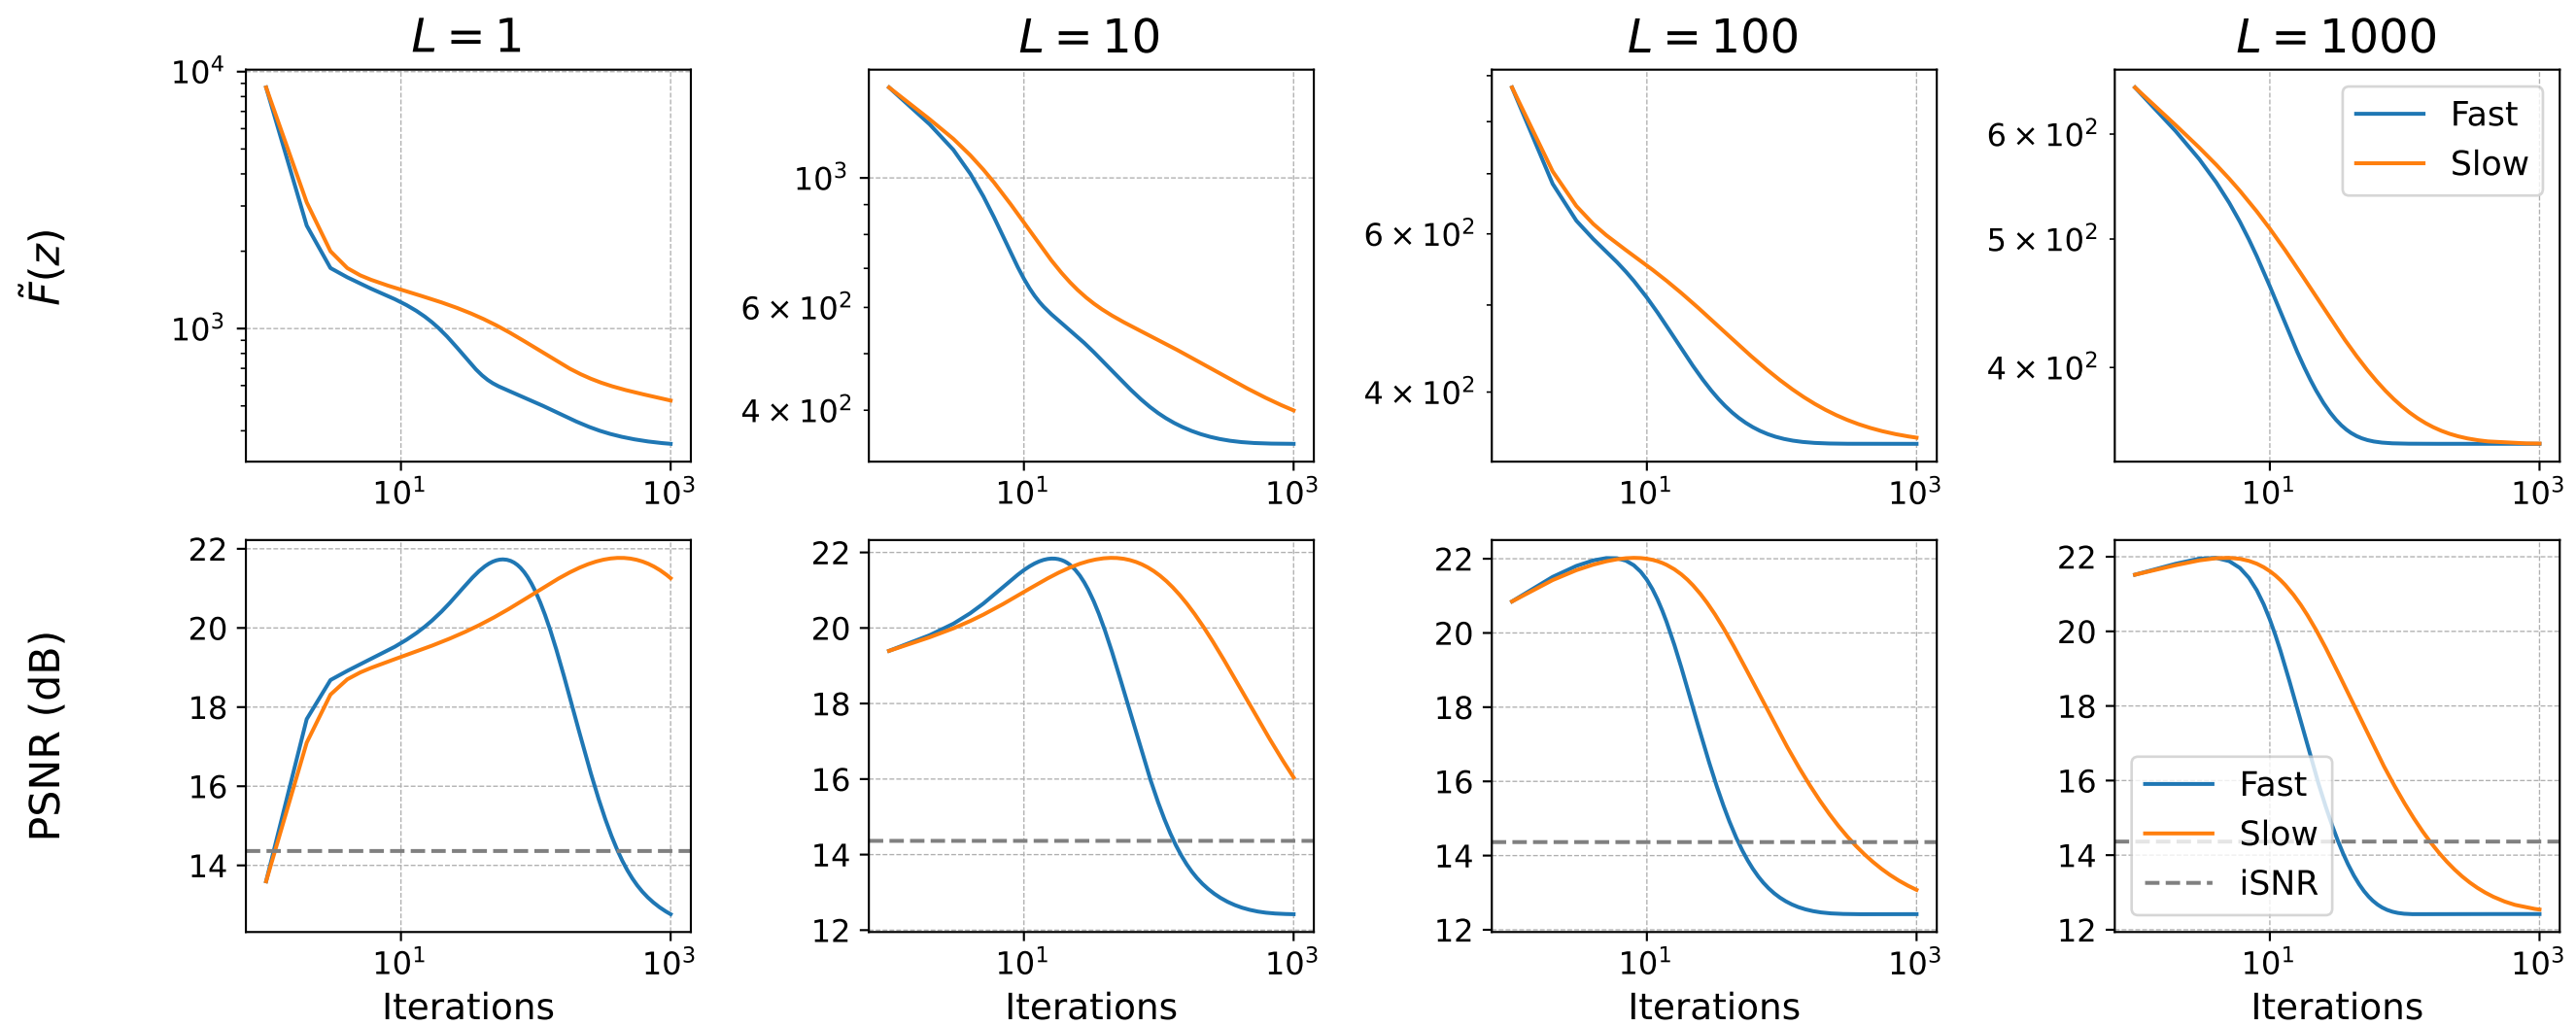 L = 1
L = 10
L = 100
L = 1000
F̃(z)
10⁴
10³
10¹
10³
10³
6 × 10²
4 × 10²
10¹
10³
6 × 10²
4 × 10²
10¹
10³
6 × 10²
5 × 10²
4 × 10²
Fast
Slow
10¹
10³
PSNR (dB)
22
20
18
16
14
10¹
10³
Iterations
22
20
18
16
14
12
10¹
10³
Iterations
22
20
18
16
14
12
10¹
10³
Iterations
22
20
18
16
14
12
Fast
Slow
iSNR
10¹
10³
Iterations